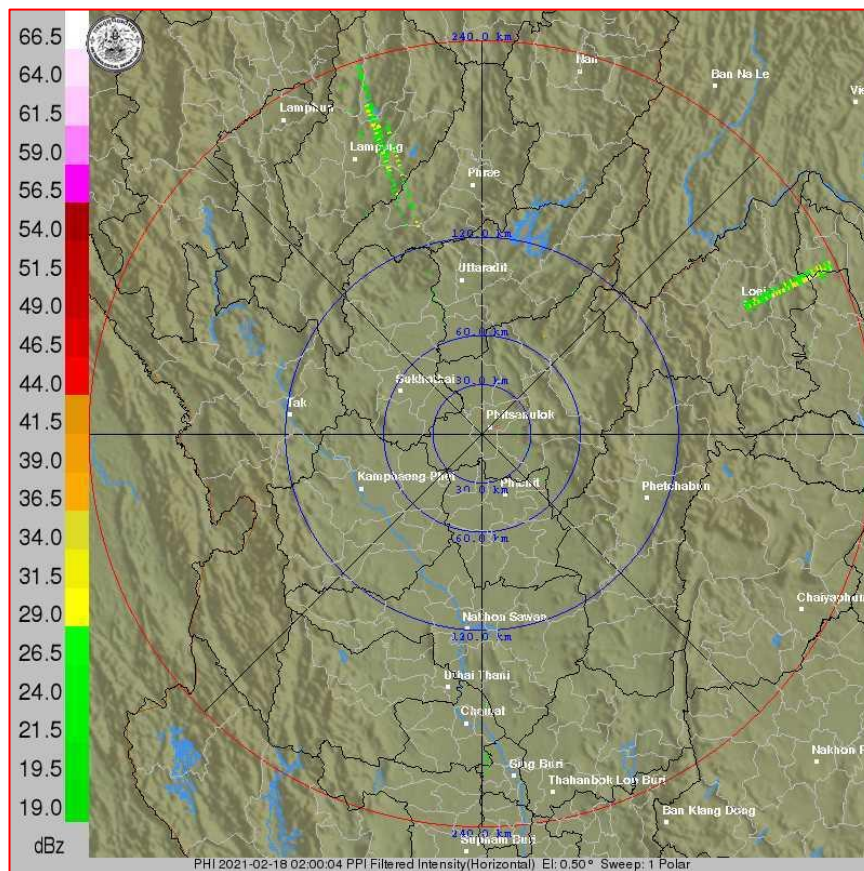 66.5
64.0
61.5
59.0
56.5
54.0
51.5
49.0
46.5
44.0
41.5
39.0
36.5
34.0
31.5
29.0
26.5
24.0
21.5
19.5
19.0
dBz
240.0 km
Nan
Ban Na Le
Lamphun
Lampang
Phrae
120.0 km
Uttaradit
Loei
60.0 km
30.0 km
Sukhothai
Tak
Phitsanulok
Kamphaeng Phet
Phichit
30.0 km
Phetchabun
60.0 km
Chaiyaphum
Nakhon Sawan
120.0 km
Uthai Thani
Chainat
Sing Buri
Thahanbok Lop Buri
Ban Klang Dong
240.0 km
Suphan Buri
PHI 2021-02-18 02:00:04 PPI Filtered Intensity(Horizontal) El: 0.50° Sweep: 1 Polar